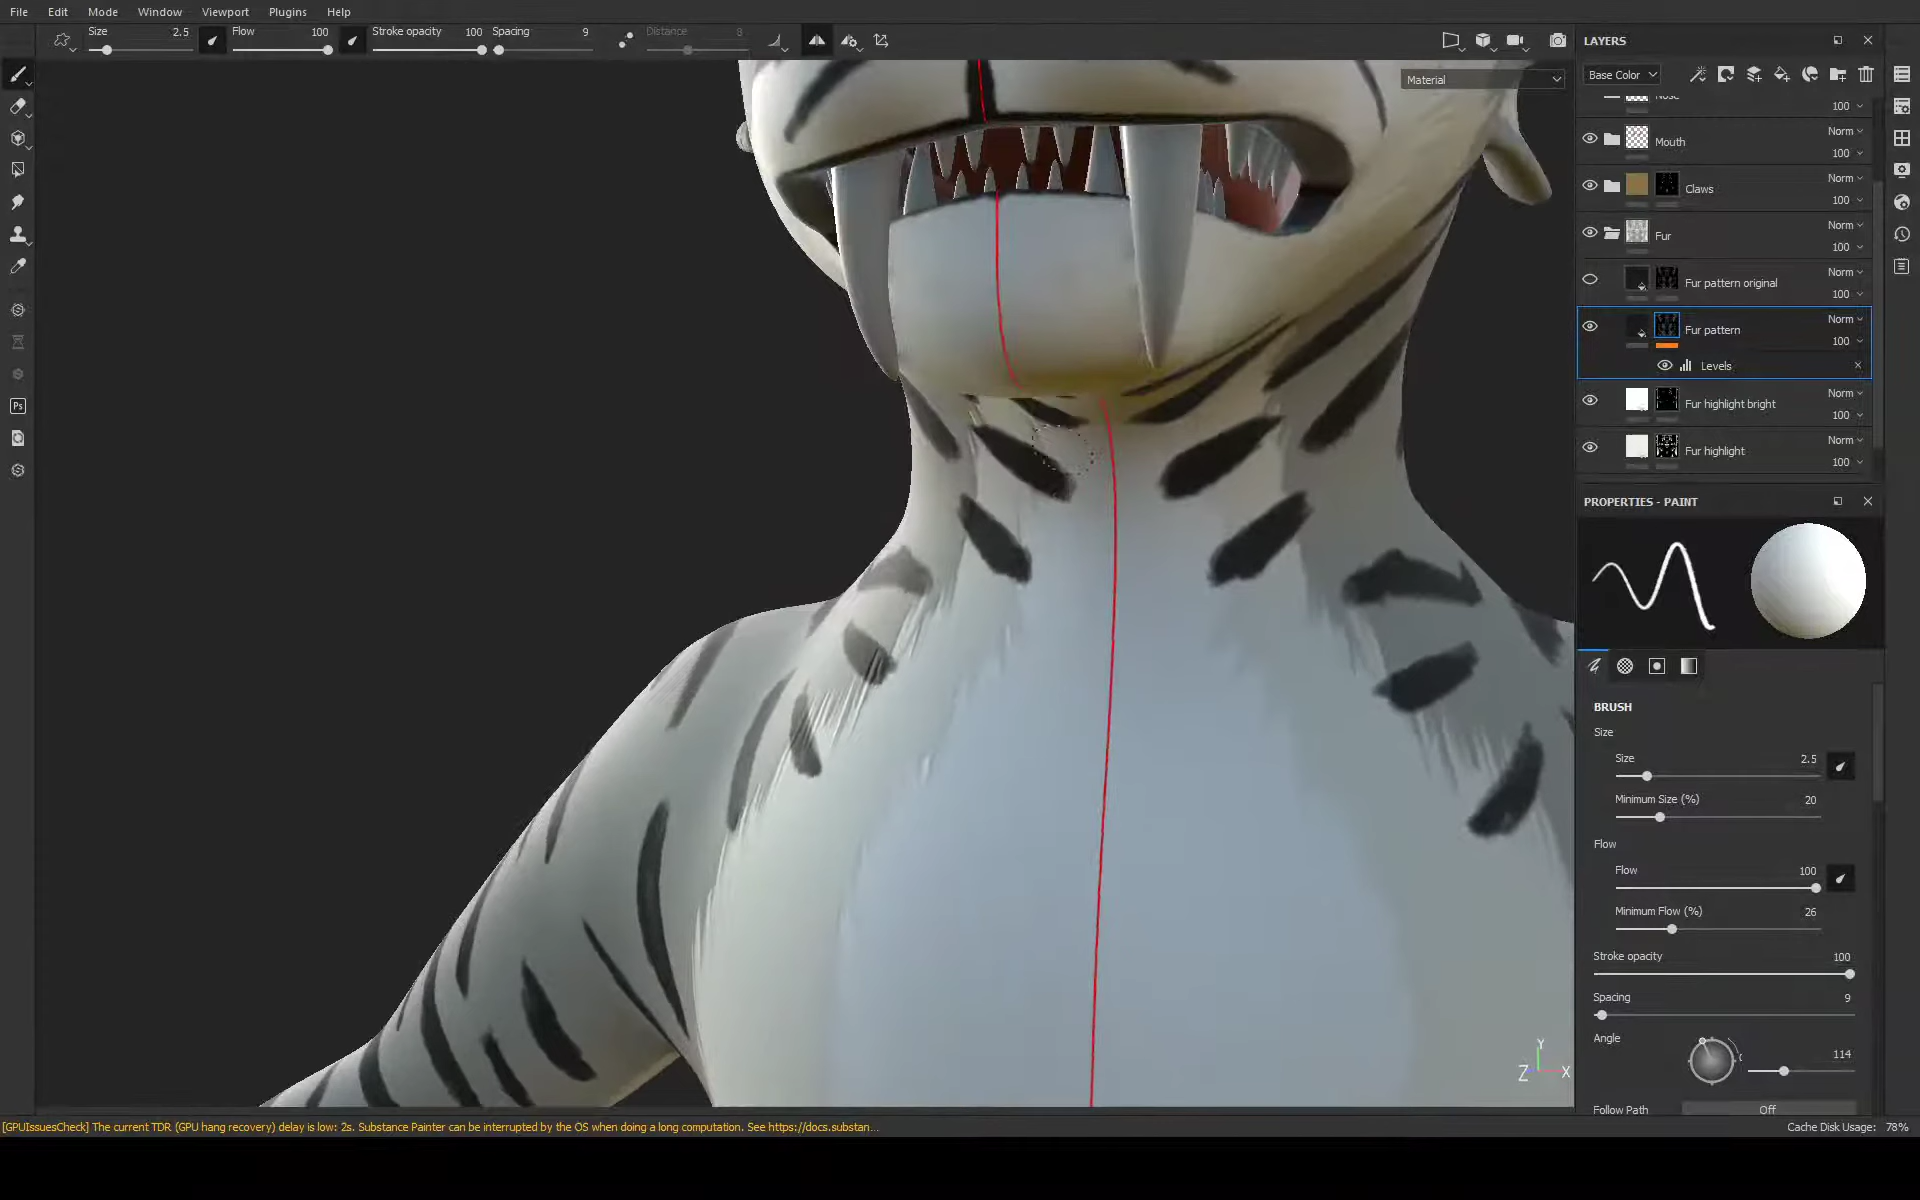 File Edit Mode Window Viewport Plugins Help
Size 2.5 Flow 100 Stroke opacity 100 Spacing 9 Distance 8
Material
LAYERS
Base Color
100
Mouth Norm
100
Claws Norm
100
Fur Norm
100
Fur pattern original Norm
100
Fur pattern Norm
100
Levels
Fur highlight bright Norm
100
Fur highlight Norm
100
PROPERTIES - PAINT
BRUSH
Size
Size 2.5
Minimum Size (%) 20
Flow
Flow 100
Minimum Flow (%) 26
Stroke opacity 100
Spacing 9
Angle
114
Follow Path Off
Ps
Y
Z X
[GPUIssuesCheck] The current TDR (GPU hang recovery) delay is low: 2s. Substance Painter can be interrupted by the OS when doing a long computation. See https://docs.substan...
Cache Disk Usage: 78%